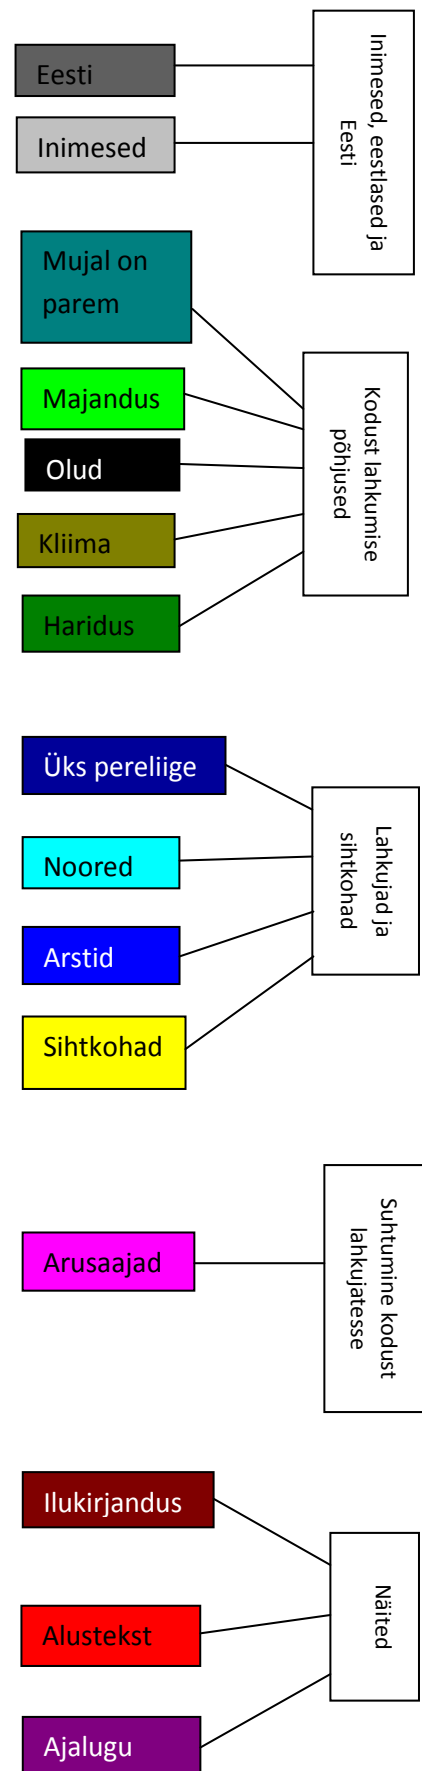 Eesti
Inimesed
Inimesed, eestlased ja
Eesti
Mujal on
parem
Majandus
Olud
Kliima
Haridus
Kodust lahkumise
põhjused
Üks pereliige
Noored
Arstid
Sihtkohad
Lahkujad ja
sihtkohad
Arusaajad
Suhtumine kodust
lahkujatesse
Ilukirjandus
Alustekst
Ajalugu
Näited